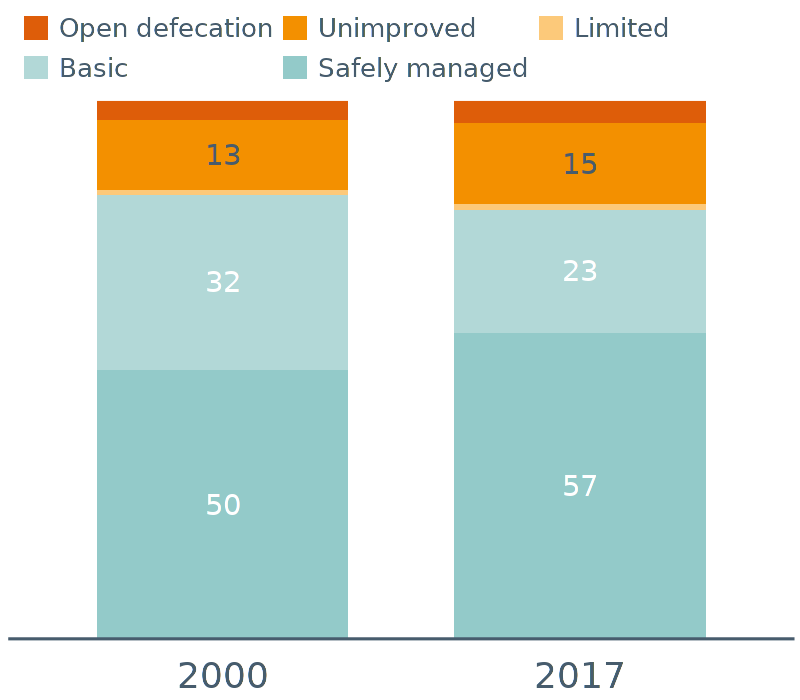 Open defecation Unimproved Limited
Basic Safely managed
13 15
32 23
50 57
2000 2017